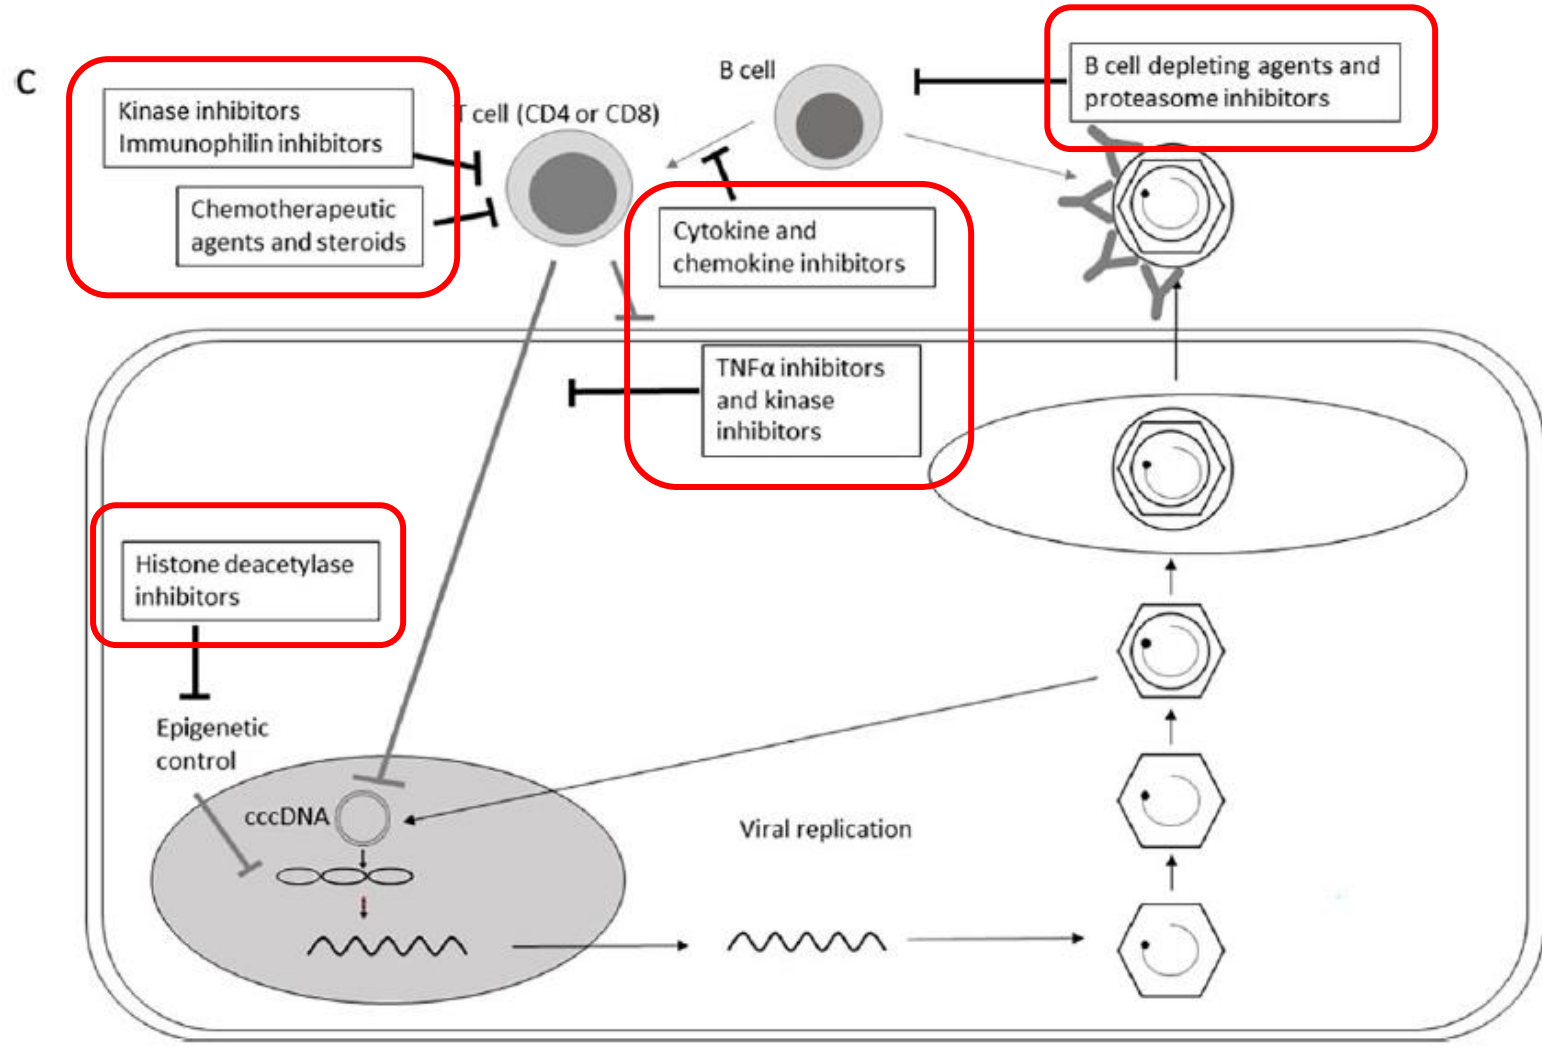 C
Kinase inhibitors
Immunophilin inhibitors
Chemotherapeutic
agents and steroids
T cell (CD4 or CD8)
B cell
B cell depleting agents and
proteasome inhibitors
Cytokine and
chemokine inhibitors
TNFα inhibitors
and kinase
inhibitors
Histone deacetylase
inhibitors
Epigenetic
control
cccDNA
Viral replication